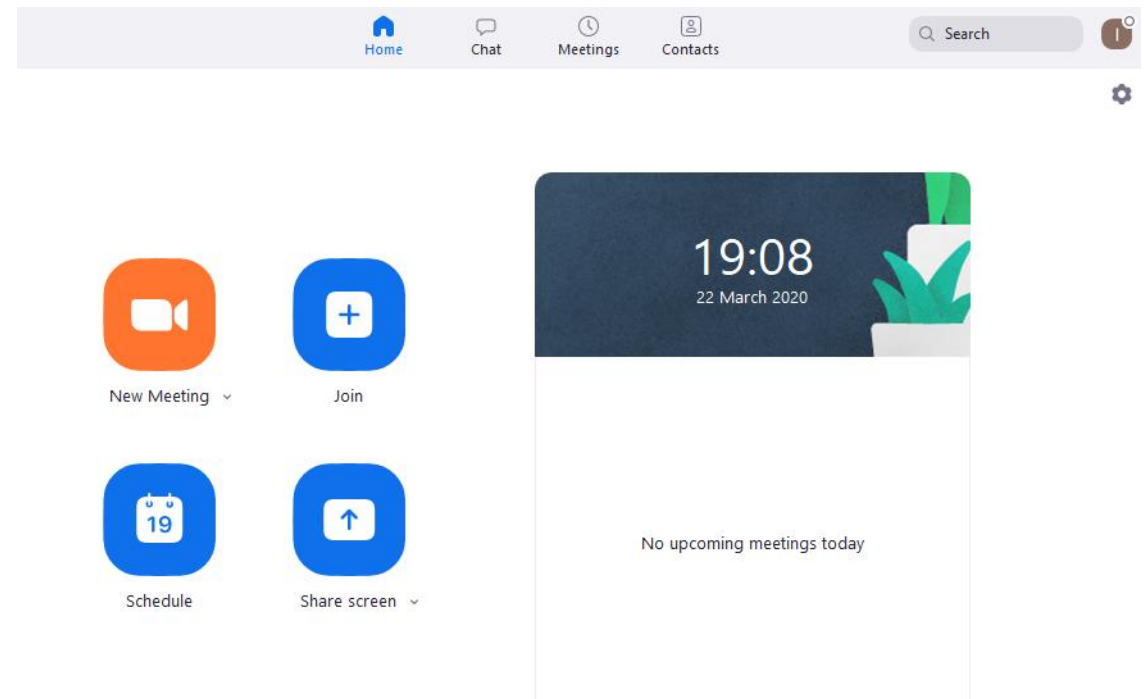 Home Chat Meetings Contacts Search I
19:08
22 March 2020
New Meeting Join
19
Schedule Share screen
No upcoming meetings today